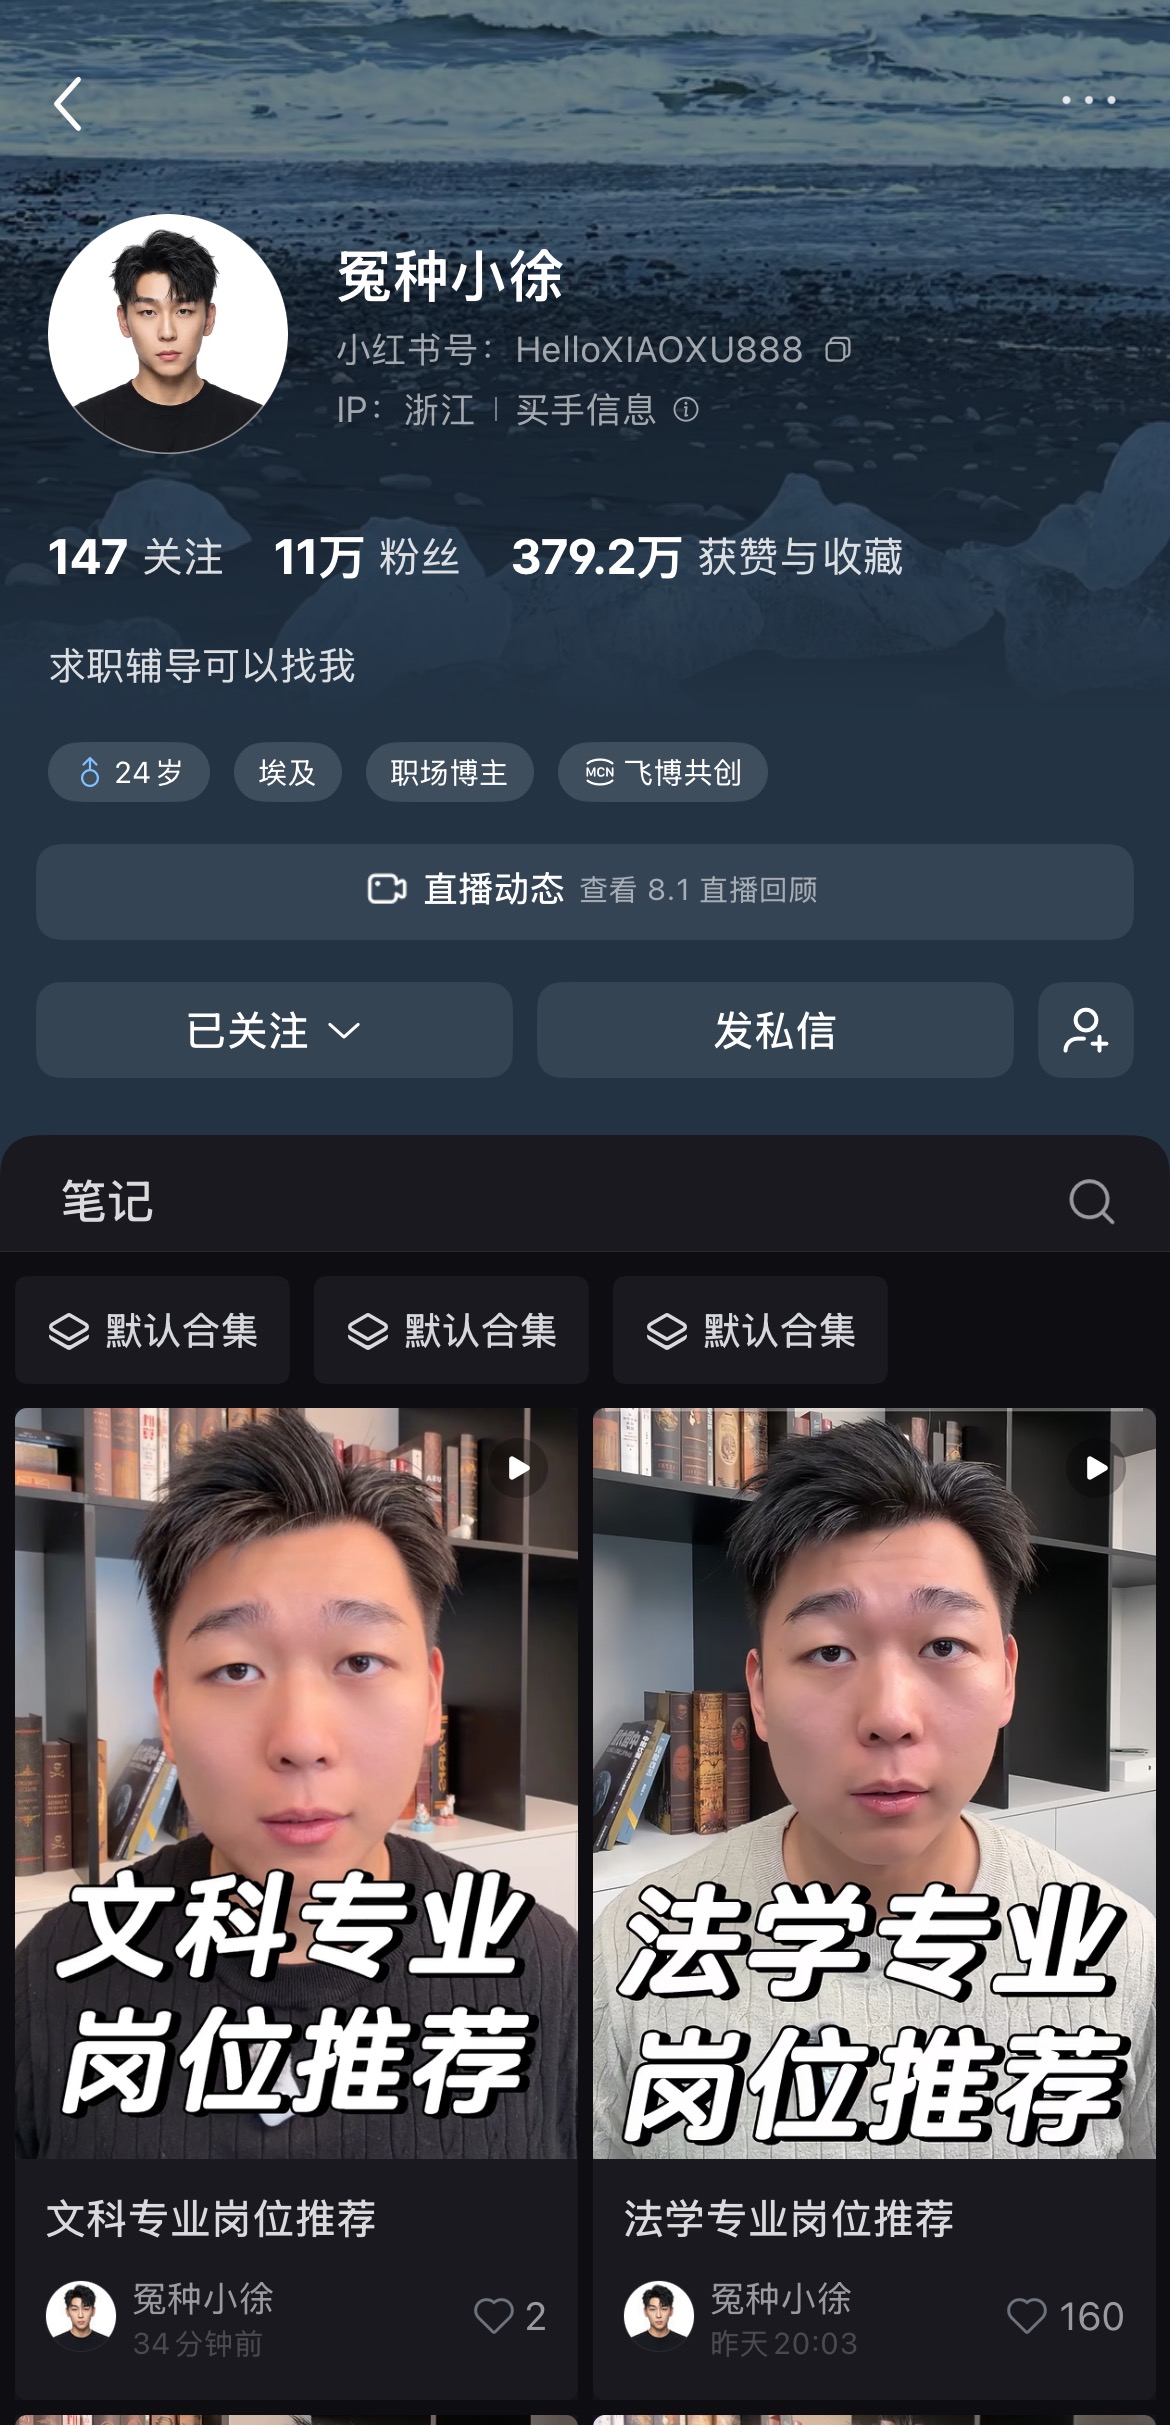 冤种小徐
小红书号：HelloXIAOXU888
IP：浙江 | 买手信息
147 关注 11万 粉丝 379.2万 获赞与收藏
求职辅导可以找我
24岁 埃及 职场博主 MCN 飞博共创
直播动态 查看 8.1 直播回顾
已关注 发私信
笔记
默认合集 默认合集 默认合集
文科专业
岗位推荐
法学专业
岗位推荐
文科专业岗位推荐
冤种小徐
34分钟前
2
法学专业岗位推荐
冤种小徐
昨天20:03
160